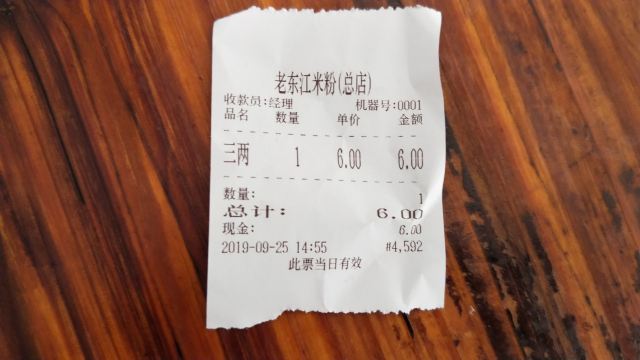 老东江米粉(总店)
收款员:经理 机器号:0001
品名 数量 单价 金额
三两 1 6.00 6.00
数量: 1
总计: 6.00
现金: 6.00
2019-09-25 14:55 #4,592
此票当日有效